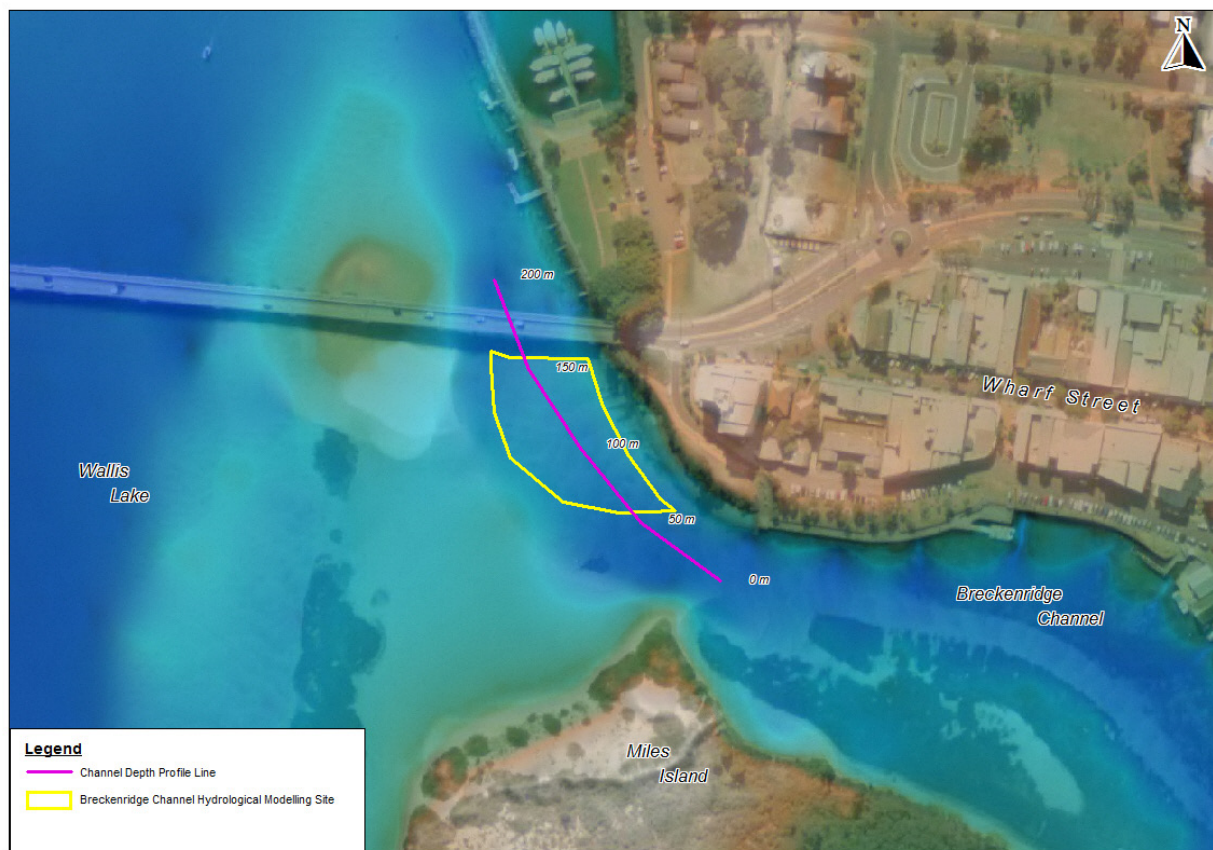 N
200 m
150 m
Wharf Street
100 m
Wallis
Lake
50 m
0 m
Breckenridge
Channel
Miles
Island
Legend
Channel Depth Profile Line
Breckenridge Channel Hydrological Modelling Site